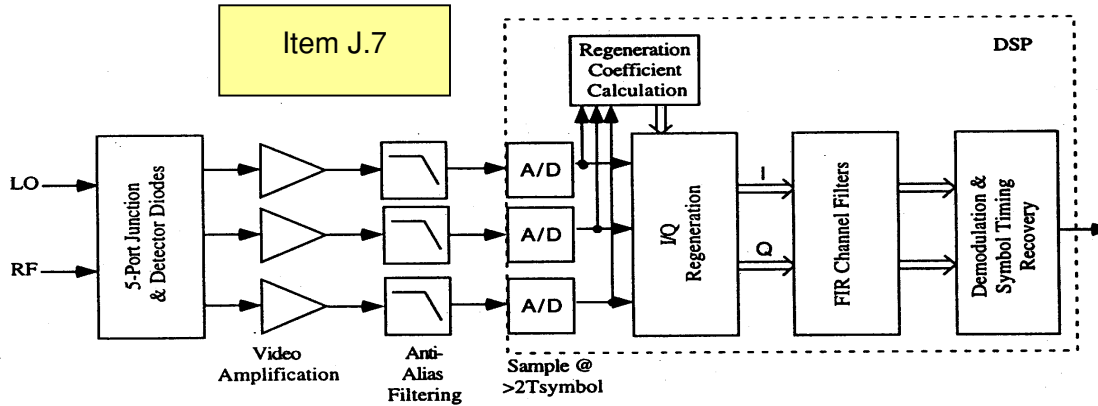 Item J.7
DSP
Regeneration
Coefficient
Calculation
LO
RF
5-Port Junction
& Detector Diodes
A/D
A/D
A/D
I/Q
Regeneration
I
Q
FIR Channel Filters
Demodulation &
Symbol Timing
Recovery
Video
Amplification
Anti-
Alias
Filtering
Sample @
>2Tsymbol